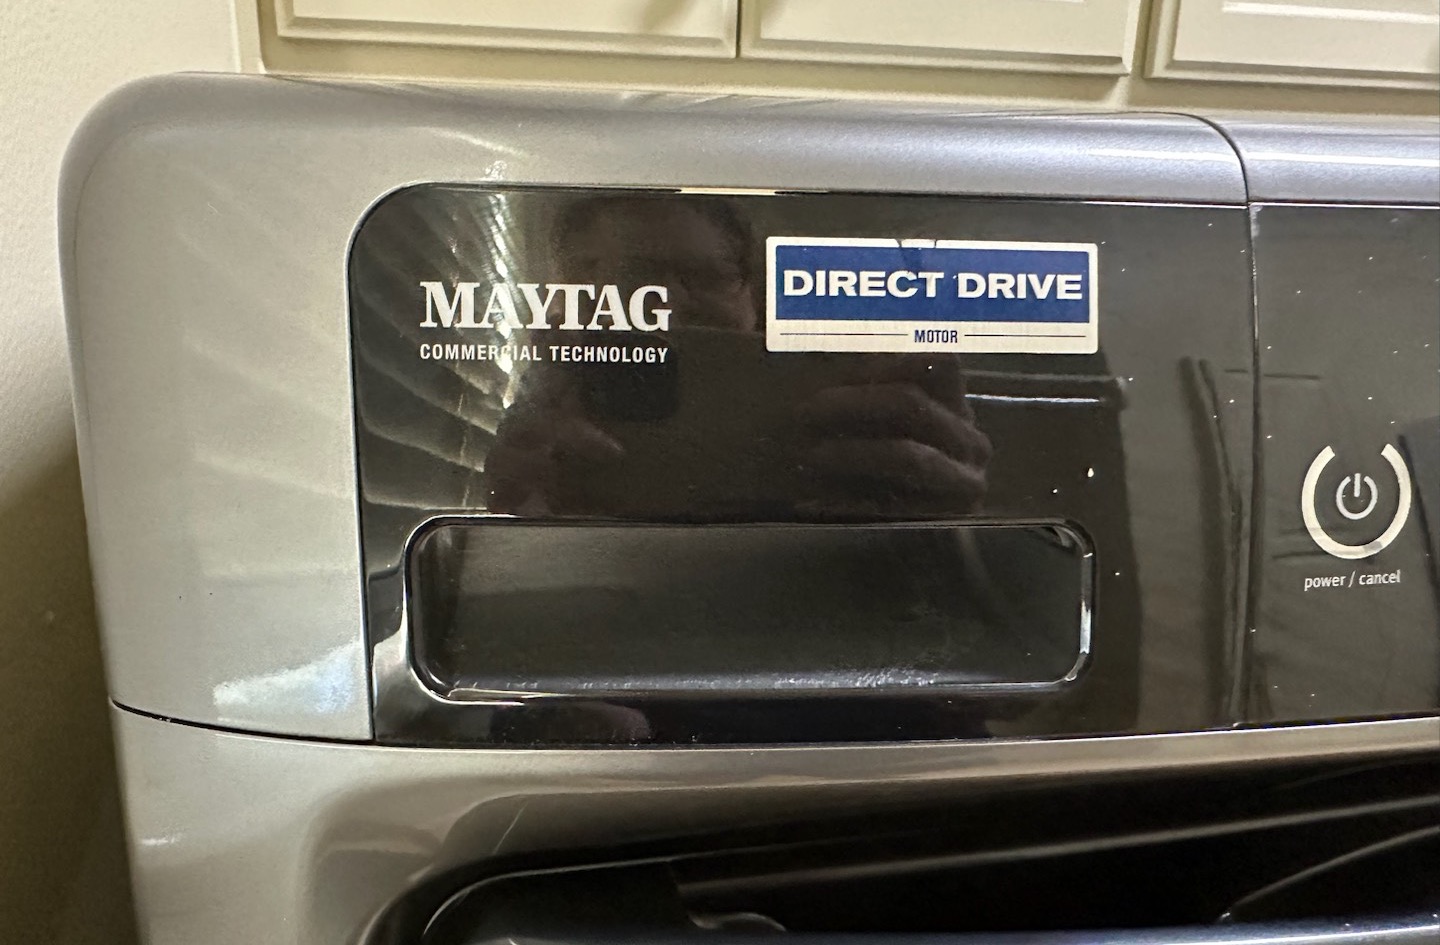 MAYTAG
COMMERCIAL TECHNOLOGY
DIRECT DRIVE
MOTOR
power / cancel